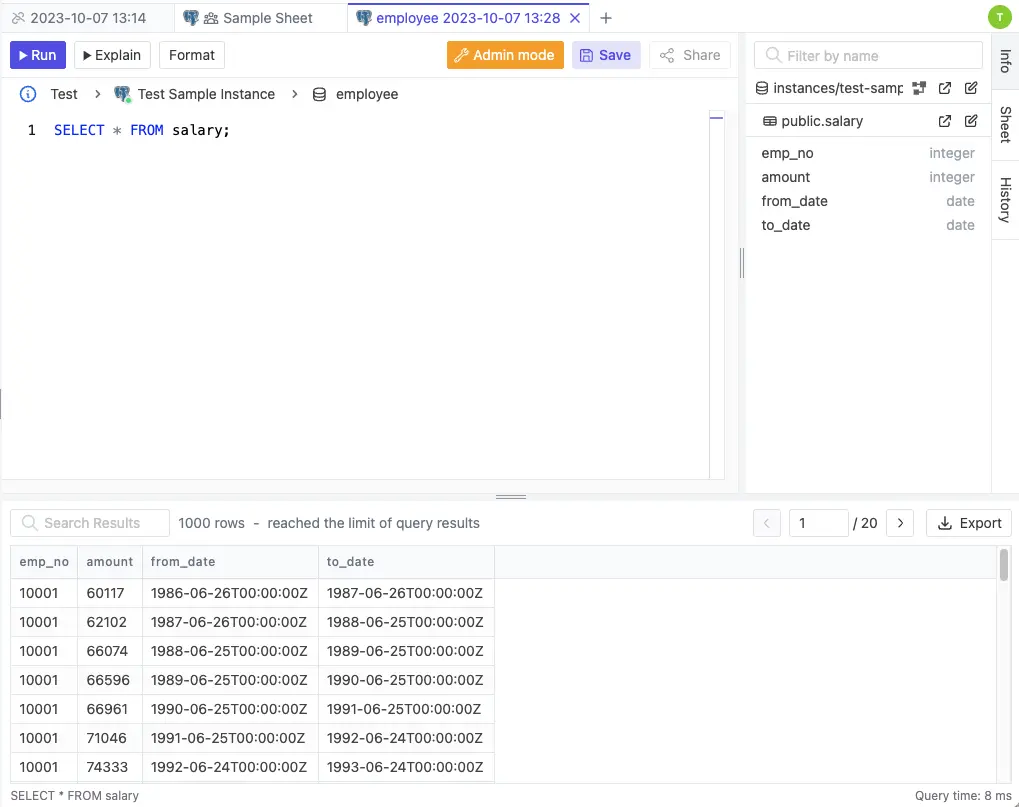 2023-10-07 13:14 Sample Sheet employee 2023-10-07 13:28 T
Run Explain Format Admin mode Save Share
Filter by name
Info
Sheet
History
Test > Test Sample Instance > employee
instances/test-samp
1 SELECT * FROM salary;
public.salary
emp_no integer
amount integer
from_date date
to_date date
Search Results 1000 rows - reached the limit of query results 1 / 20 Export
emp_no amount from_date to_date
10001 60117 1986-06-26T00:00:00Z 1987-06-26T00:00:00Z
10001 62102 1987-06-26T00:00:00Z 1988-06-25T00:00:00Z
10001 66074 1988-06-25T00:00:00Z 1989-06-25T00:00:00Z
10001 66596 1989-06-25T00:00:00Z 1990-06-25T00:00:00Z
10001 66961 1990-06-25T00:00:00Z 1991-06-25T00:00:00Z
10001 71046 1991-06-25T00:00:00Z 1992-06-24T00:00:00Z
10001 74333 1992-06-24T00:00:00Z 1993-06-24T00:00:00Z
SELECT * FROM salary Query time: 8 ms